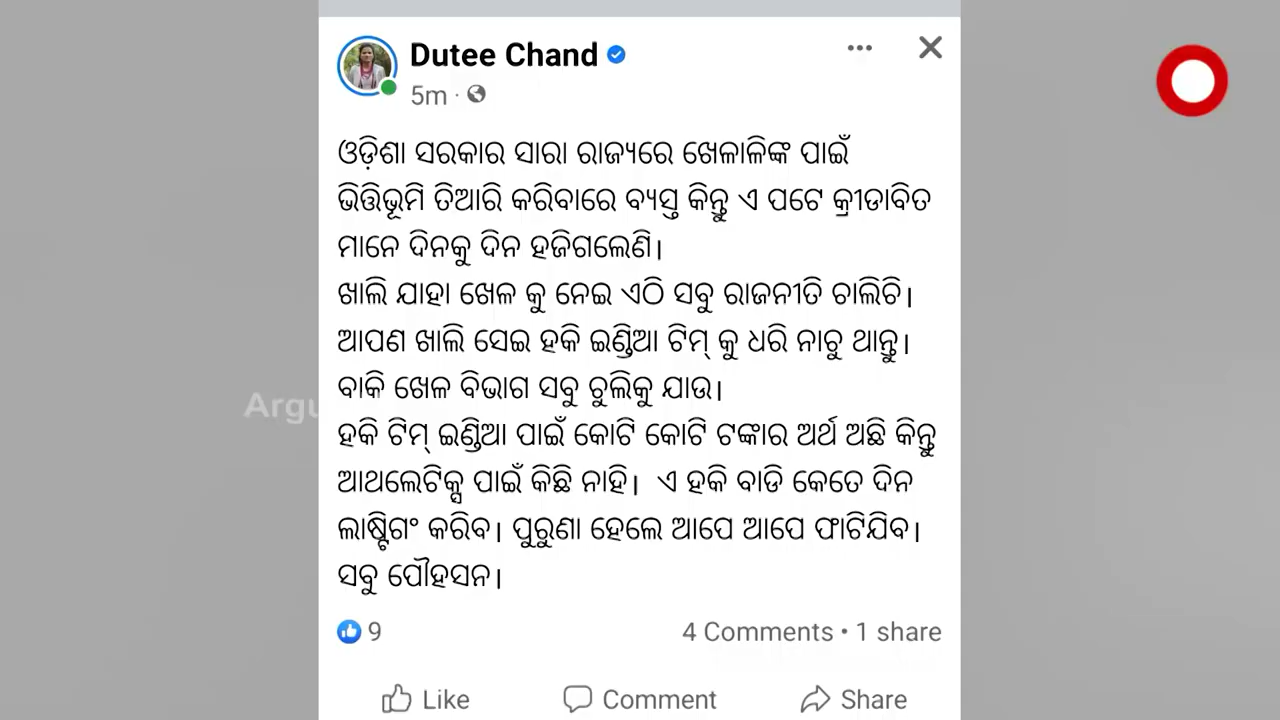 Dutee Chand
5m ·
ଓଡ଼ିଶା ସରକାର ସାରା ରାଜ୍ୟରେ ଖେଳାଳିଙ୍କ ପାଇଁ
ଭିତ୍ତିଭୂମି ତିଆରି କରିବାରେ ବ୍ୟସ୍ତ କିନ୍ତୁ ଏ ପଟେ କ୍ରୀଡାବିତ
ମାନେ ଦିନକୁ ଦିନ ହଜିଗଲେଣି।
ଖାଲି ଯାହା ଖେଳ କୁ ନେଇ ଏଠି ସବୁ ରାଜନୀତି ଚାଲିଚି।
ଆପଣ ଖାଲି ସେଇ ହକି ଇଣ୍ଡିଆ ଟିମ୍ କୁ ଧରି ନାଚୁ ଥାନ୍ତୁ।
ବାକି ଖେଳ ବିଭାଗ ସବୁ ଚୁଲିକୁ ଯାଉ।
ହକି ଟିମ୍ ଇଣ୍ଡିଆ ପାଇଁ କୋଟି କୋଟି ଟଙ୍କାର ଅର୍ଥ ଅଛି କିନ୍ତୁ
ଆଥଲେଟିକ୍ସ ପାଇଁ କିଛି ନାହି। ଏ ହକି ବାଡି କେତେ ଦିନ
ଲାଷ୍ଟିଗଂ କରିବ। ପୁରୁଣା ହେଲେ ଆପେ ଆପେ ଫାଟିଯିବ।
ସବୁ ପୌହସନ।
9
4 Comments • 1 share
Like Comment Share
Argu